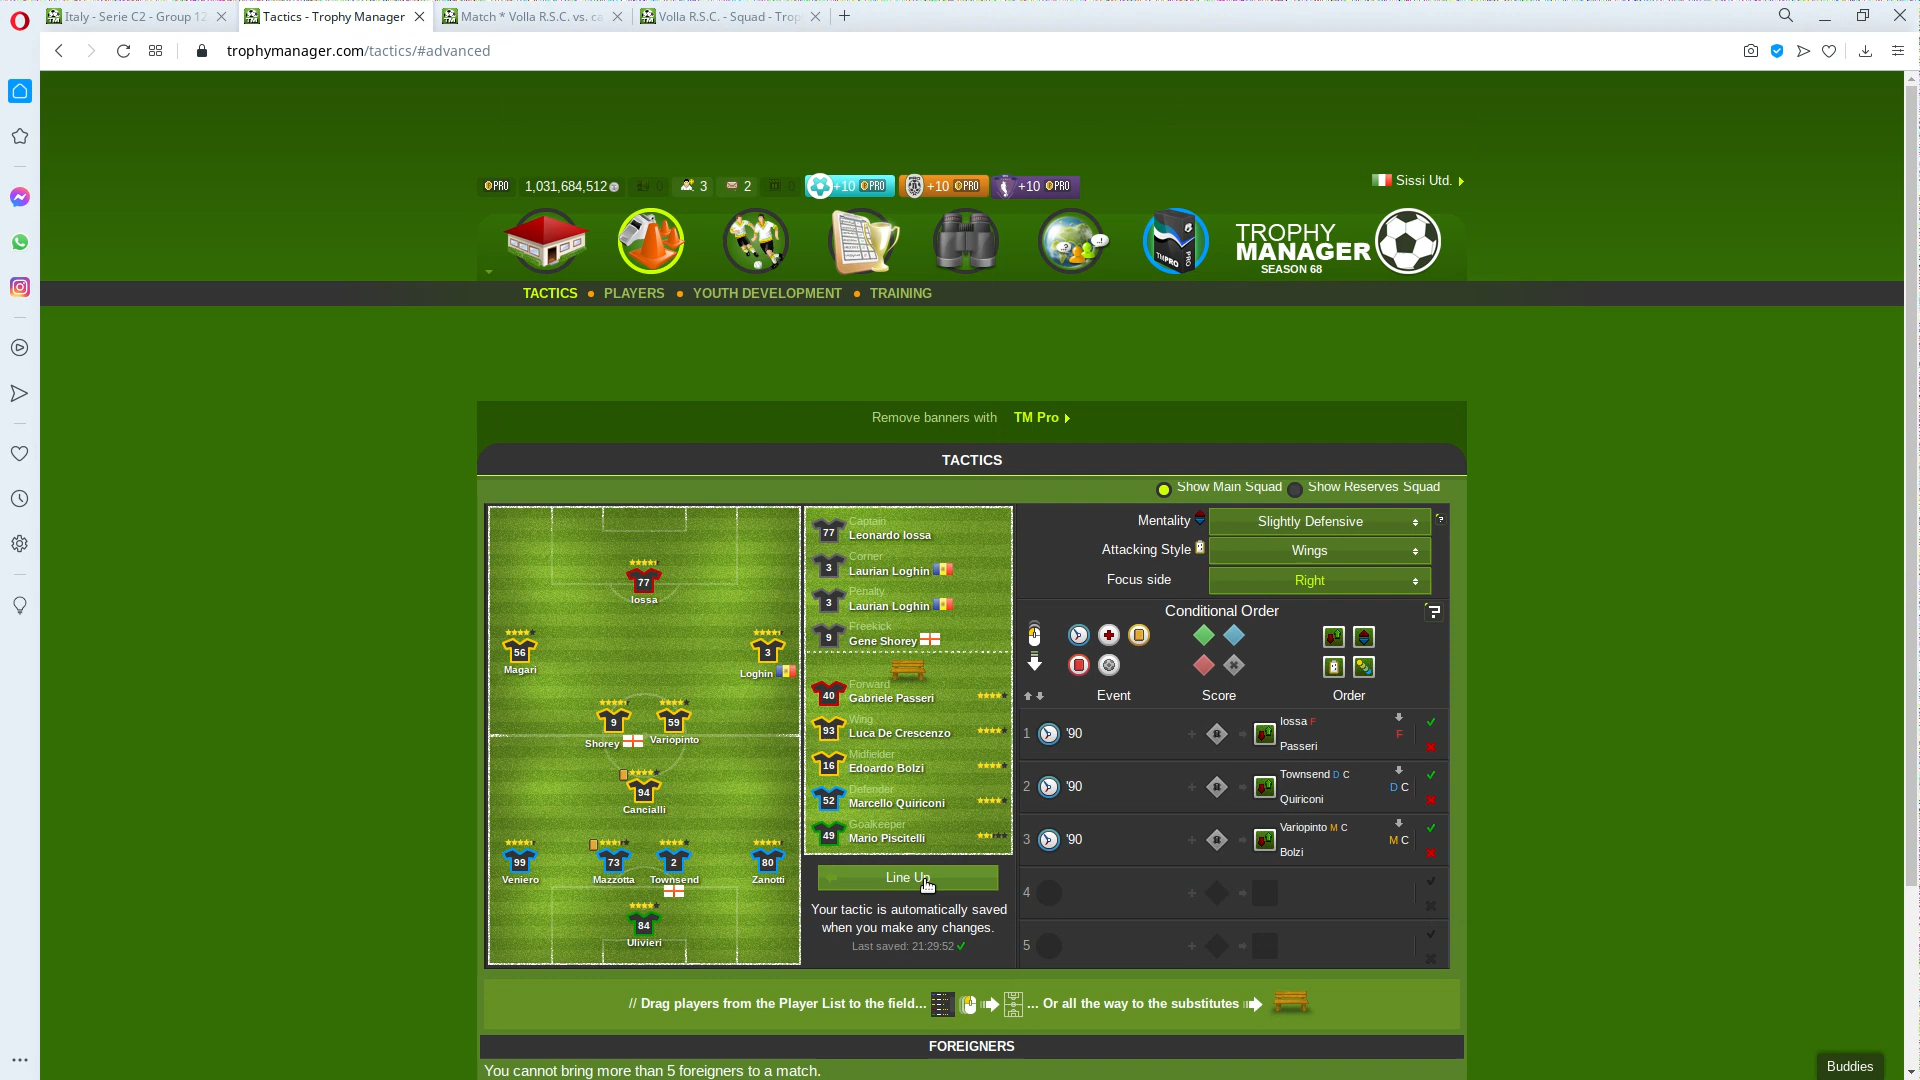 Italy - Serie C2 - Group 12
Tactics - Trophy Manager
Match * Volla R.S.C. vs. ca
Volla R.S.C. - Squad - Trop
trophymanager.com/tactics/#advanced
PRO 1,031,684,512 0 3 2 0 +10 PRO +10 PRO +10 PRO
Sissi Utd.
TROPHY
MANAGER
SEASON 68
TACTICS • PLAYERS • YOUTH DEVELOPMENT • TRAINING
Remove banners with TM Pro
TACTICS
Show Main Squad Show Reserves Squad
77
Iossa
56
Magari
3
Loghin
9
Shorey
59
Variopinto
94
Cancialli
99
Veniero
73
Mazzotta
2
Townsend
80
Zanotti
84
Ulivieri
Captain
77 Leonardo Iossa
Corner
3 Laurian Loghin
Penalty
3 Laurian Loghin
Freekick
9 Gene Shorey
Forward
40 Gabriele Passeri
Wing
93 Luca De Crescenzo
Midfielder
16 Edoardo Bolzi
Defender
52 Marcello Quiriconi
Goalkeeper
49 Mario Piscitelli
Line Up
Your tactic is automatically saved
when you make any changes.
Last saved: 21:29:52
Mentality Slightly Defensive
Attacking Style Wings
Focus side Right
Conditional Order
Event Score Order
1 '90 Iossa F
F
Passeri
2 '90 Townsend D C
D C
Quiriconi
3 '90 Variopinto M C
M C
Bolzi
4
5
// Drag players from the Player List to the field... ... Or all the way to the substitutes
FOREIGNERS
You cannot bring more than 5 foreigners to a match.
Buddies